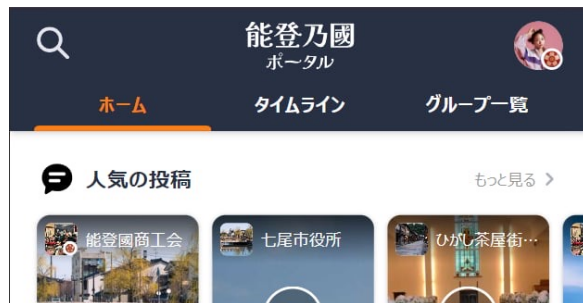 能登乃國
ポータル
ホーム
タイムライン
グループ一覧
人気の投稿
もっと見る
能登國商工会
七尾市役所
ひがし茶屋街…